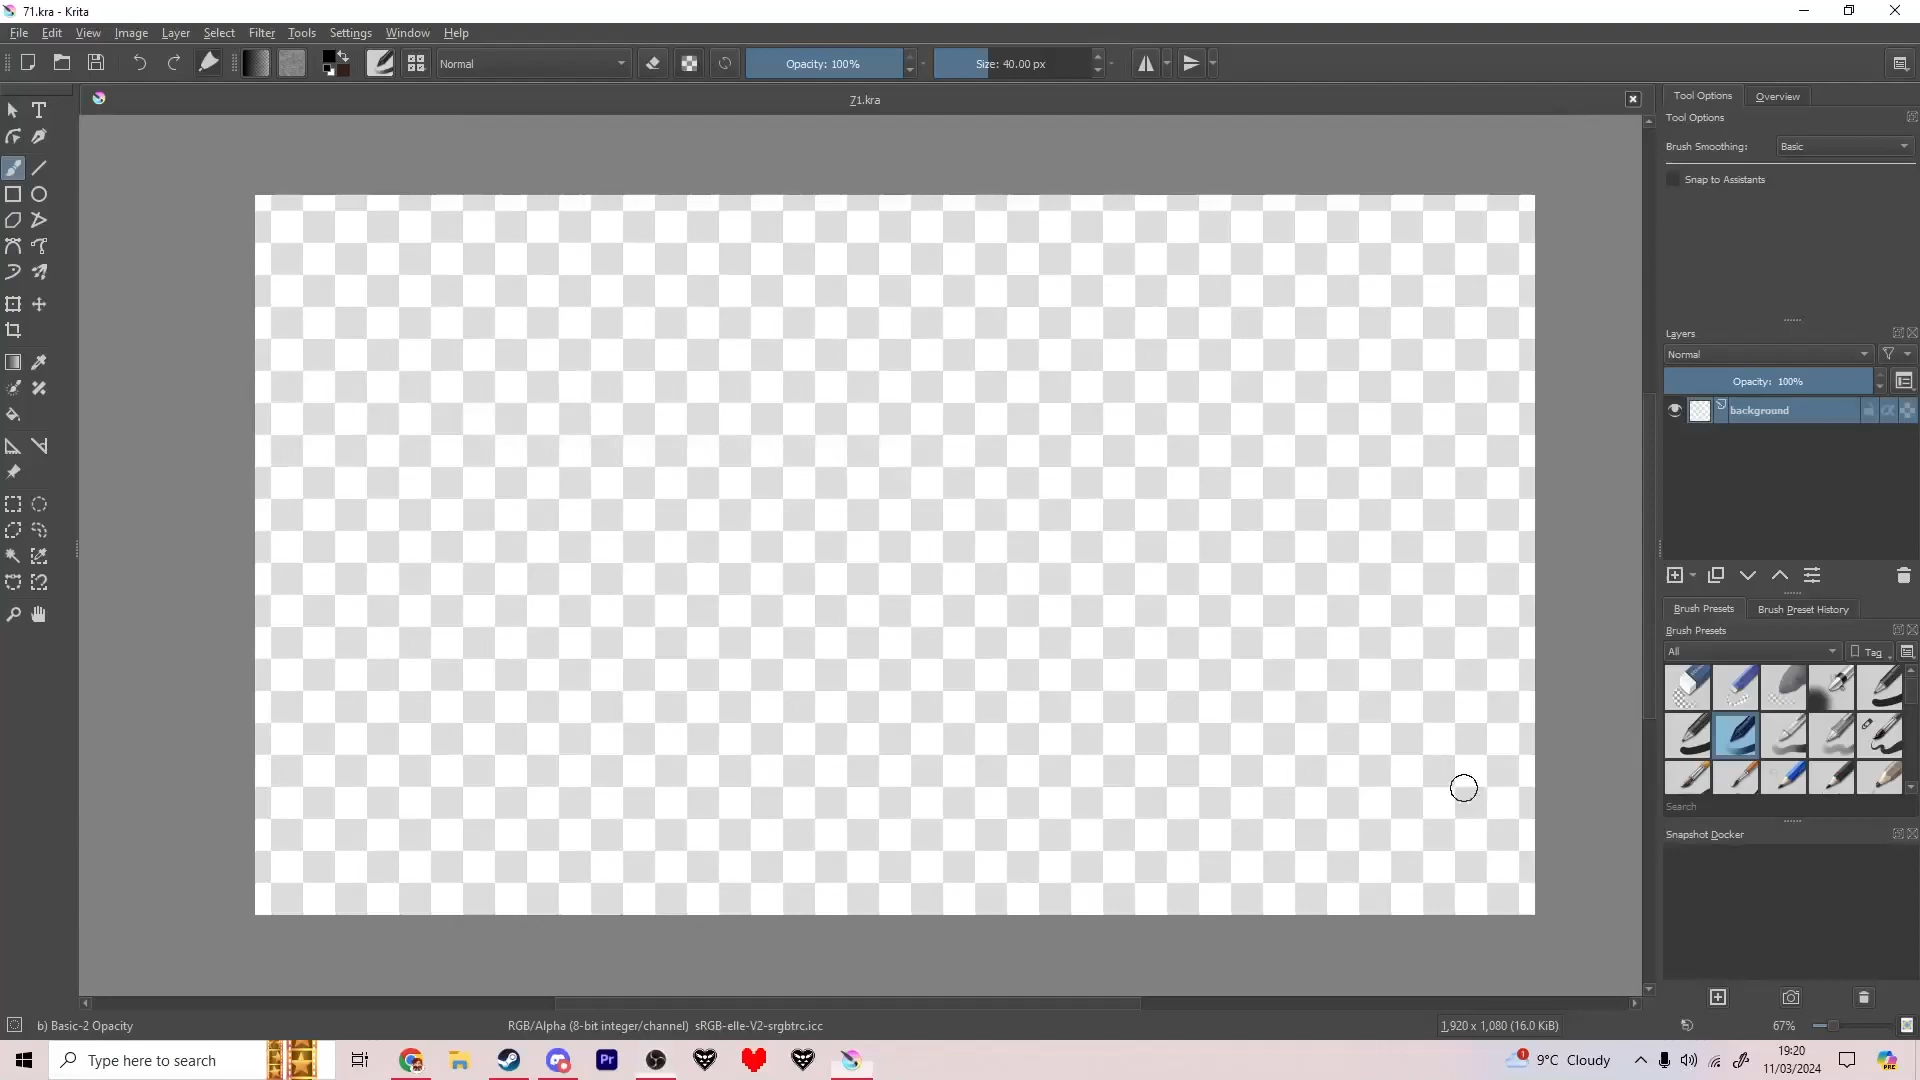 71.kra - Krita
File Edit View Image Layer Select Filter Tools Settings Window Help
Normal Opacity: 100% Size: 40.00 px
71.kra
Tool Options Overview
Tool Options
Brush Smoothing: Basic
Snap to Assistants
Layers
Normal
Opacity: 100%
background
Brush Presets Brush Preset History
Brush Presets
All Tag
Search
Snapshot Docker
b) Basic-2 Opacity RGB/Alpha (8-bit integer/channel) sRGB-elle-V2-srgbtrc.icc 1,920 x 1,080 (16.0 KiB) 67%
Type here to search Pr 1 9°C Cloudy 19:20
11/03/2024 PRE